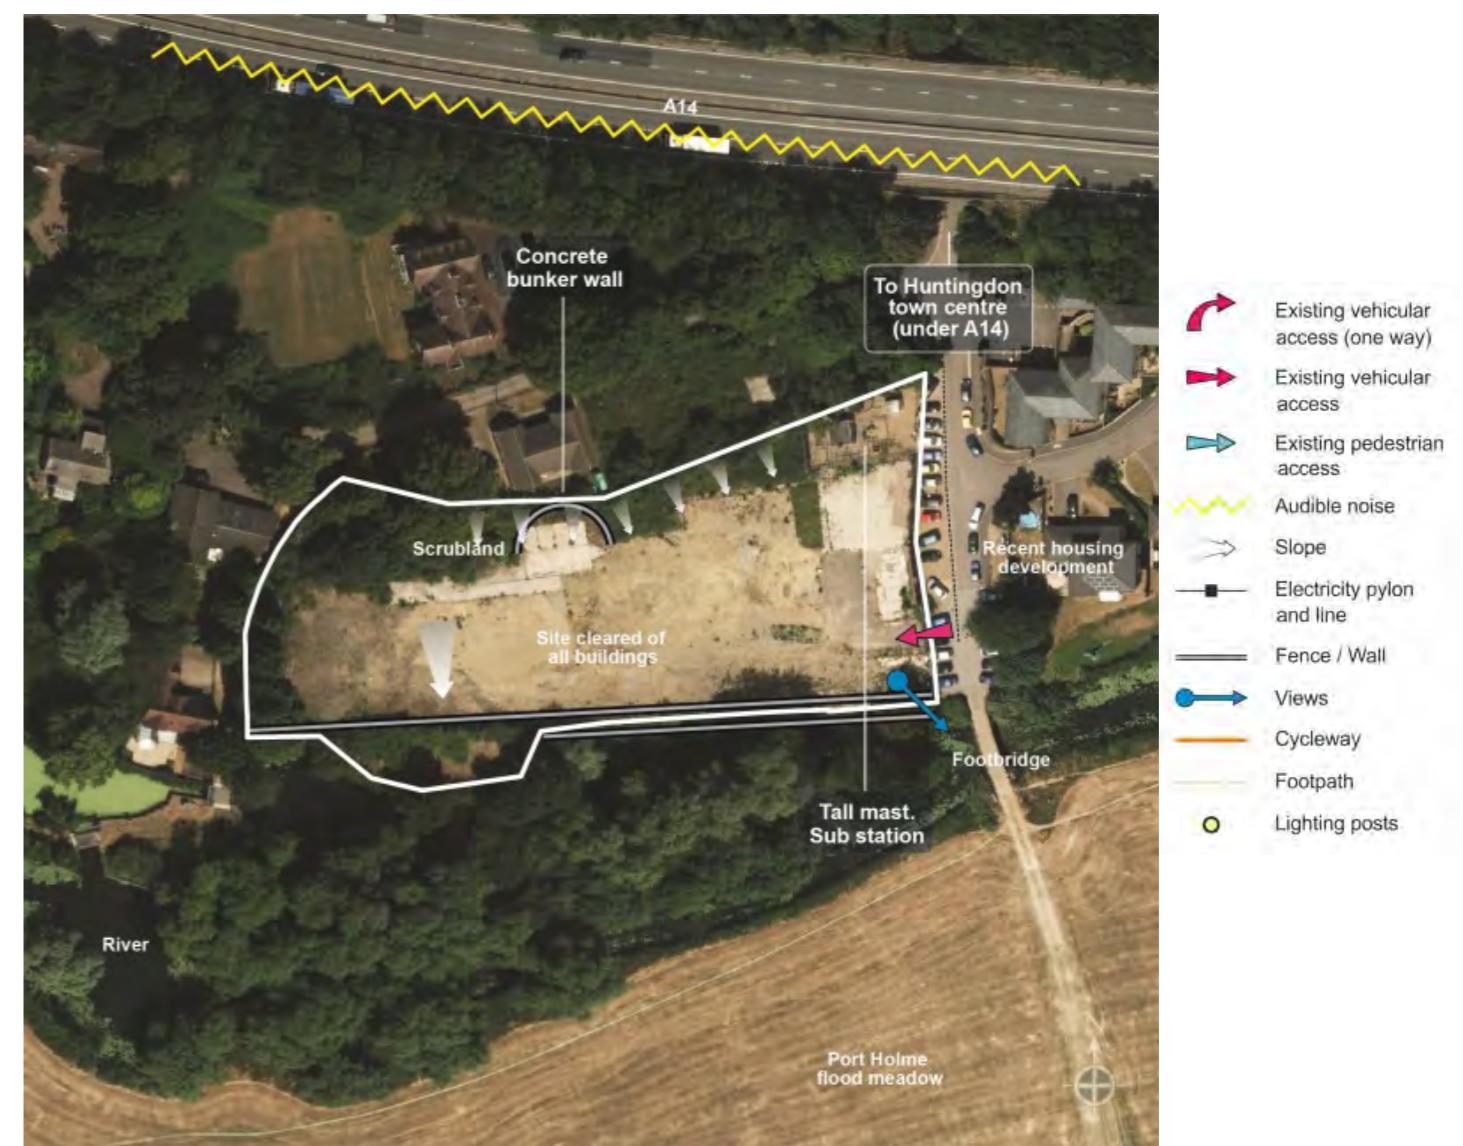 A14
Concrete
bunker wall
To Huntingdon
town centre
(under A14)
Scrubland
Recent housing
development
Site cleared of
all buildings
Footbridge
Tall mast.
Sub station
River
Port Holme
flood meadow
Existing vehicular
access (one way)
Existing vehicular
access
Existing pedestrian
access
Audible noise
Slope
Electricity pylon
and line
Fence / Wall
Views
Cycleway
Footpath
Lighting posts